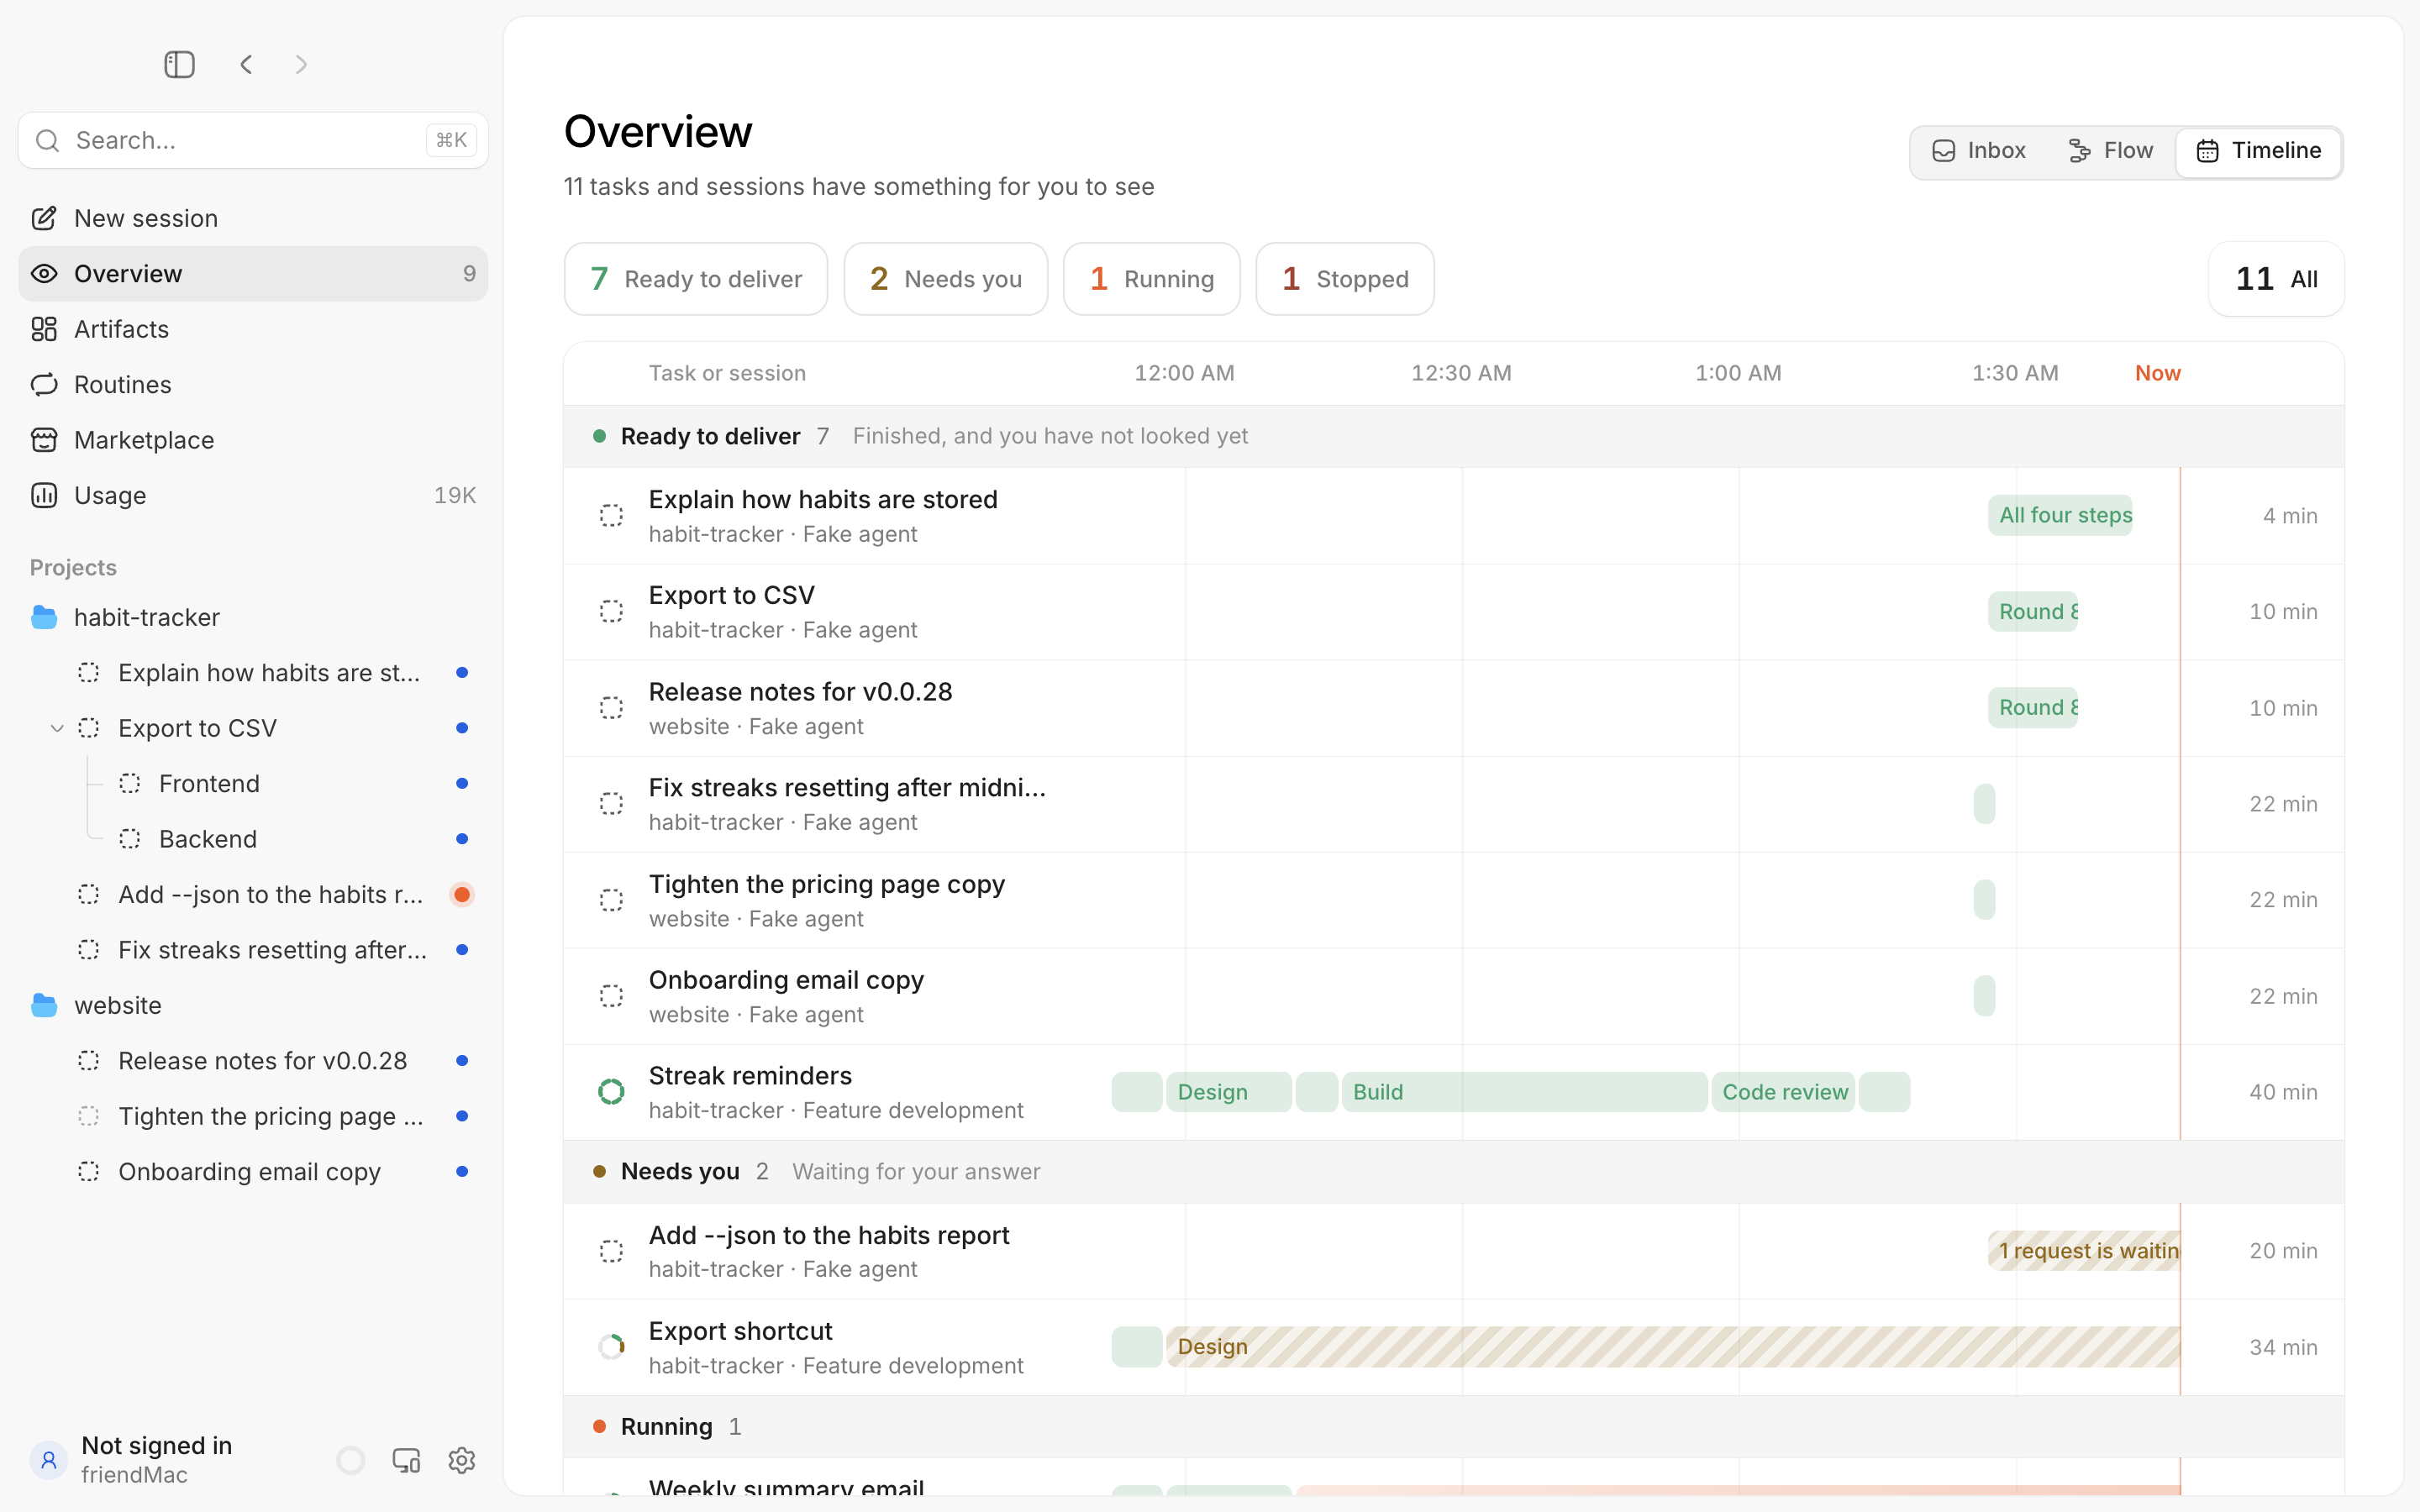 Search...
⌘K
New session
Overview
9
Artifacts
Routines
Marketplace
Usage
19K
Projects
habit-tracker
Explain how habits are st...
Export to CSV
Frontend
Backend
Add --json to the habits r...
Fix streaks resetting after...
website
Release notes for v0.0.28
Tighten the pricing page ...
Onboarding email copy
Not signed in
friendMac
Overview
11 tasks and sessions have something for you to see
Inbox
Flow
Timeline
7 Ready to deliver
2 Needs you
1 Running
1 Stopped
11 All
Task or session
12:00 AM
12:30 AM
1:00 AM
1:30 AM
Now
Ready to deliver 7 Finished, and you have not looked yet
Explain how habits are stored
habit-tracker · Fake agent
All four steps
4 min
Export to CSV
habit-tracker · Fake agent
Round 8
10 min
Release notes for v0.0.28
website · Fake agent
Round 8
10 min
Fix streaks resetting after midni...
habit-tracker · Fake agent
22 min
Tighten the pricing page copy
website · Fake agent
22 min
Onboarding email copy
website · Fake agent
22 min
Streak reminders
habit-tracker · Feature development
Design
Build
Code review
40 min
Needs you 2 Waiting for your answer
Add --json to the habits report
habit-tracker · Fake agent
1 request is waitin
20 min
Export shortcut
habit-tracker · Feature development
Design
34 min
Running 1
Weekly summary email